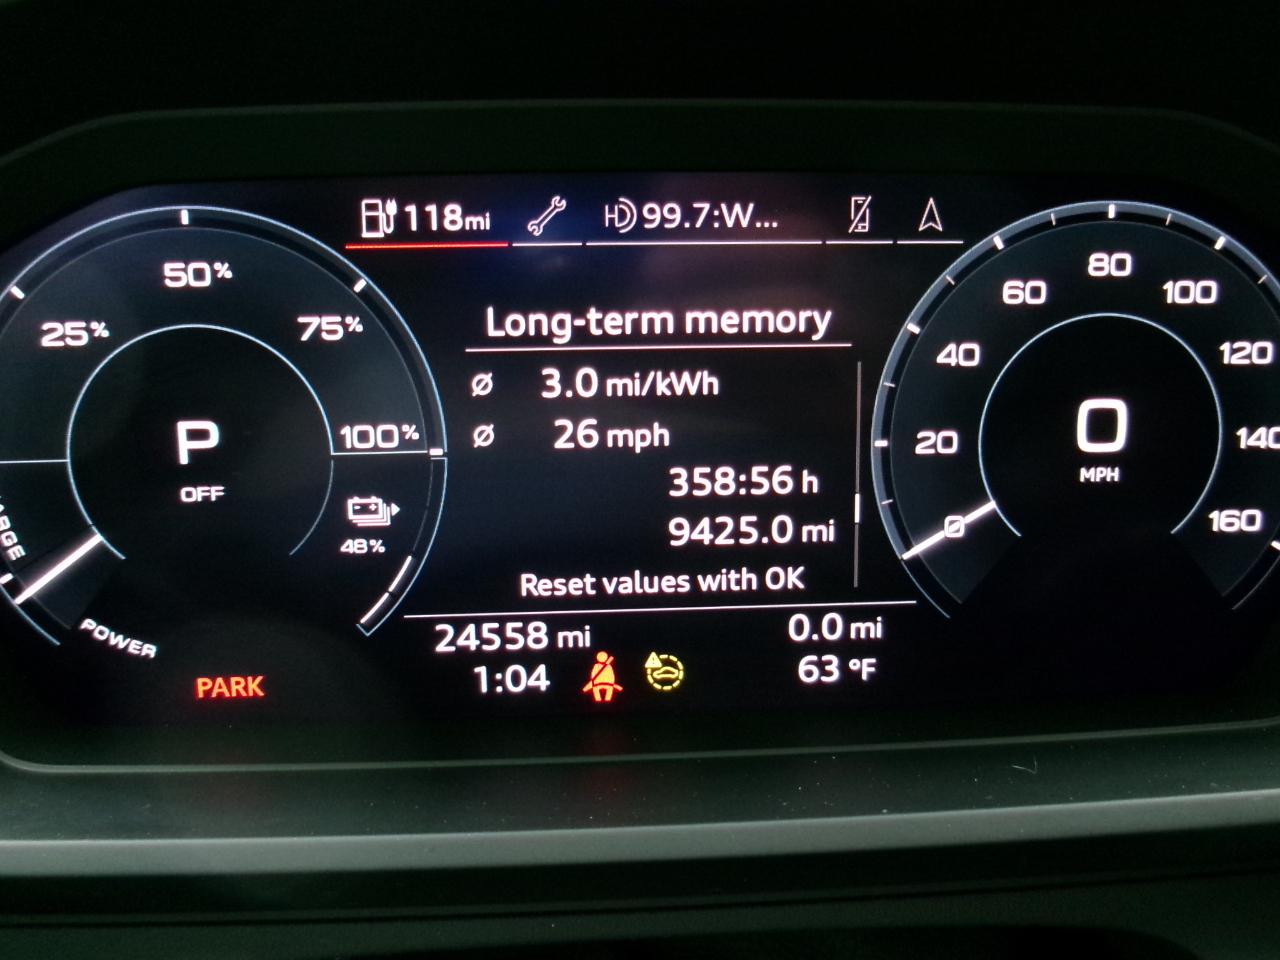 118mi
99.7:W...
50%
25%
75%
100%
P
OFF
48%
POWER
PARK
Long-term memory
Ø 3.0 mi/kWh
Ø 26 mph
358:56 h
9425.0 mi
Reset values with OK
24558 mi
0.0 mi
1:04
63 °F
80
60
100
40
120
20
140
0
160
0
MPH